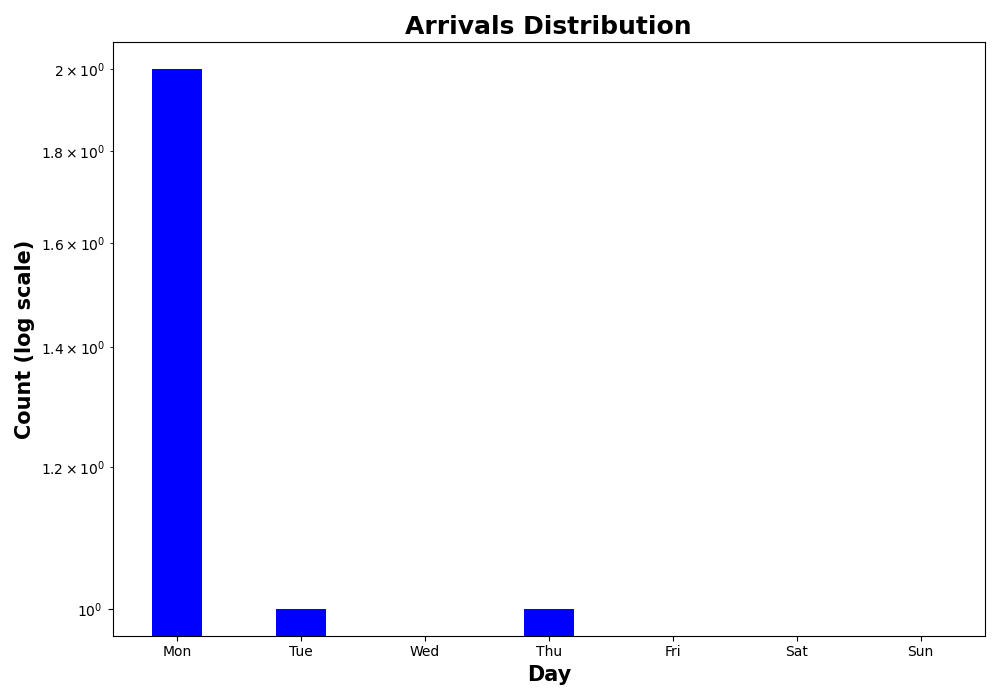 Arrivals Distribution
Count (log scale)
2 × 10⁰
1.8 × 10⁰
1.6 × 10⁰
1.4 × 10⁰
1.2 × 10⁰
10⁰
Mon Tue Wed Thu Fri Sat Sun
Day